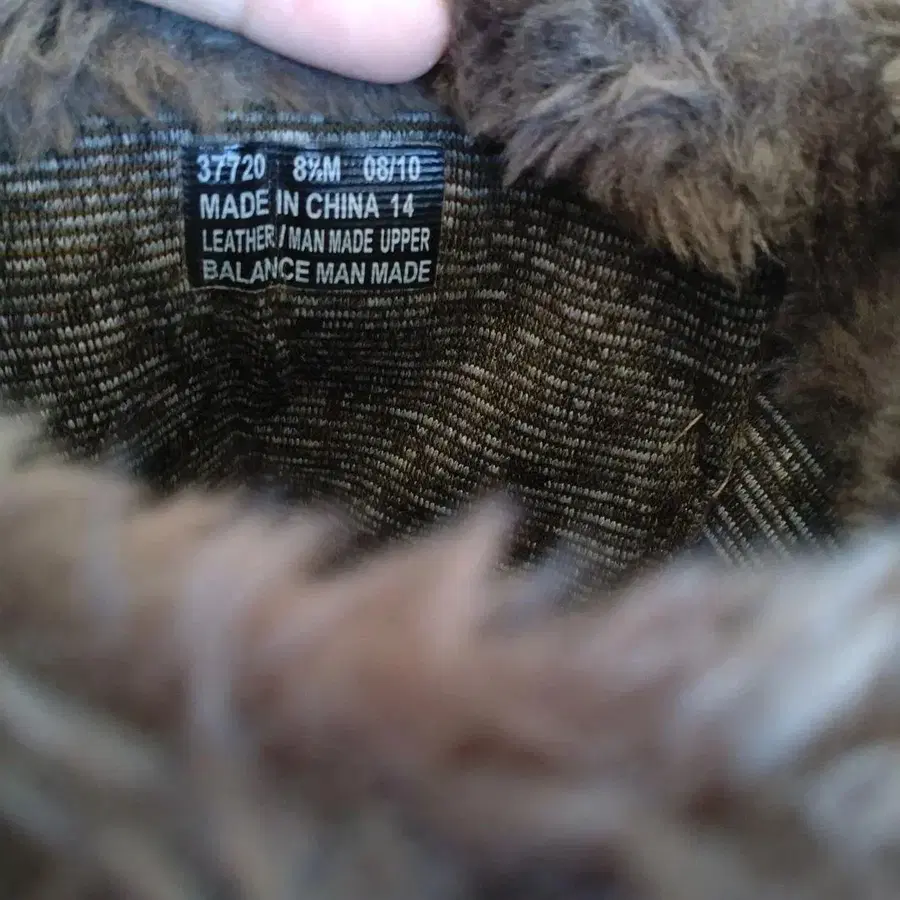 37720 8½M 08/10
MADE IN CHINA 14
LEATHER / MAN MADE UPPER
BALANCE MAN MADE